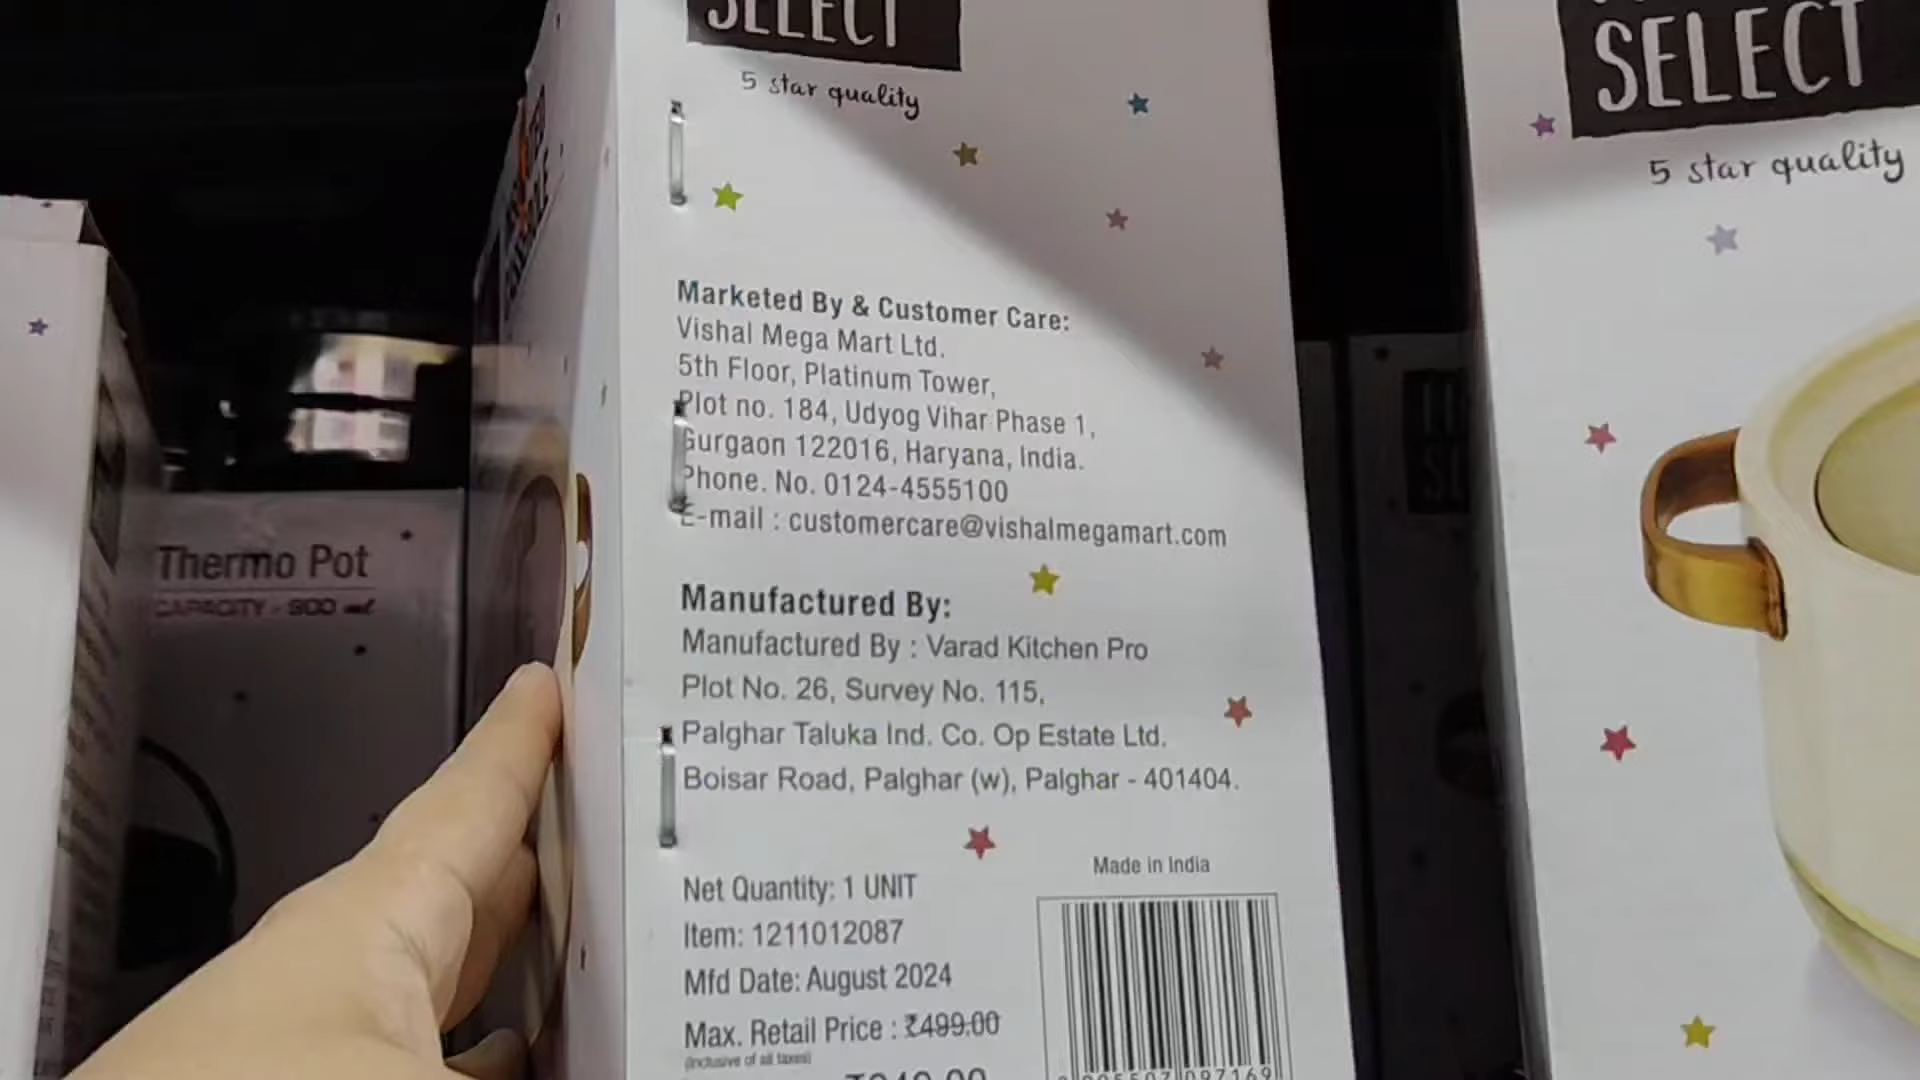 SELECT
5 star quality
Marketed By & Customer Care:
Vishal Mega Mart Ltd.
5th Floor, Platinum Tower,
Plot no. 184, Udyog Vihar Phase 1,
Gurgaon 122016, Haryana, India.
Phone. No. 0124-4555100
E-mail : customercare@vishalmegamart.com
Manufactured By:
Manufactured By : Varad Kitchen Pro
Plot No. 26, Survey No. 115,
Palghar Taluka Ind. Co. Op Estate Ltd.
Boisar Road, Palghar (w), Palghar - 401404.
Made in India
Net Quantity: 1 UNIT
Item: 1211012087
Mfd Date: August 2024
Max. Retail Price : ₹499.00
(Inclusive of all taxes)
SELECT
5 star quality
Thermo Pot
CAPACITY - 900 ml